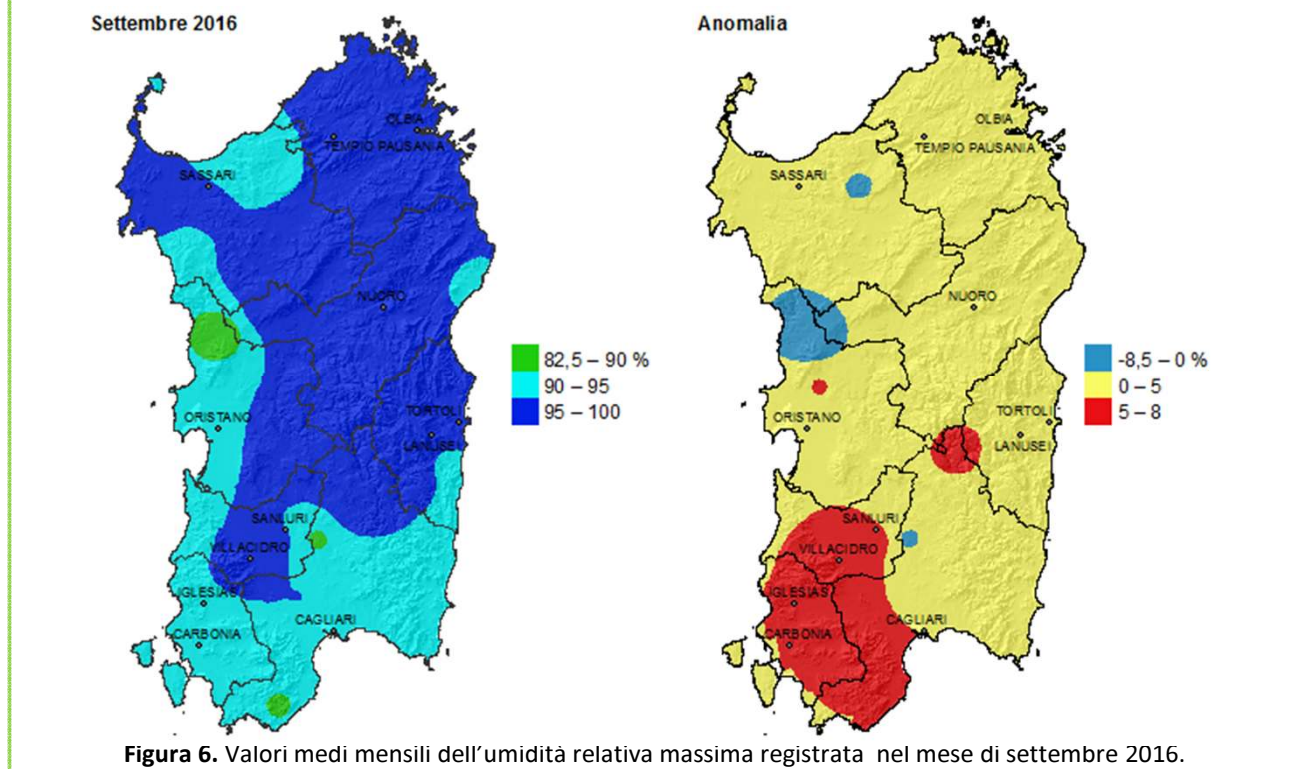 Settembre 2016
OLBIA
TEMPIO PAUSANIA
SASSARI
NUORO
ORISTANO
TORTOLI
LANUSEI
SANLURI
VILLACIDRO
IGLESIAS
CAGLIARI
CARBONIA
82,5 – 90 %
90 – 95
95 – 100
Anomalia
OLBIA
TEMPIO PAUSANIA
SASSARI
NUORO
ORISTANO
TORTOLI
LANUSEI
SANLURI
VILLACIDRO
IGLESIAS
CAGLIARI
CARBONIA
-8,5 – 0 %
0 – 5
5 – 8
Figura 6. Valori medi mensili dell'umidità relativa massima registrata nel mese di settembre 2016.